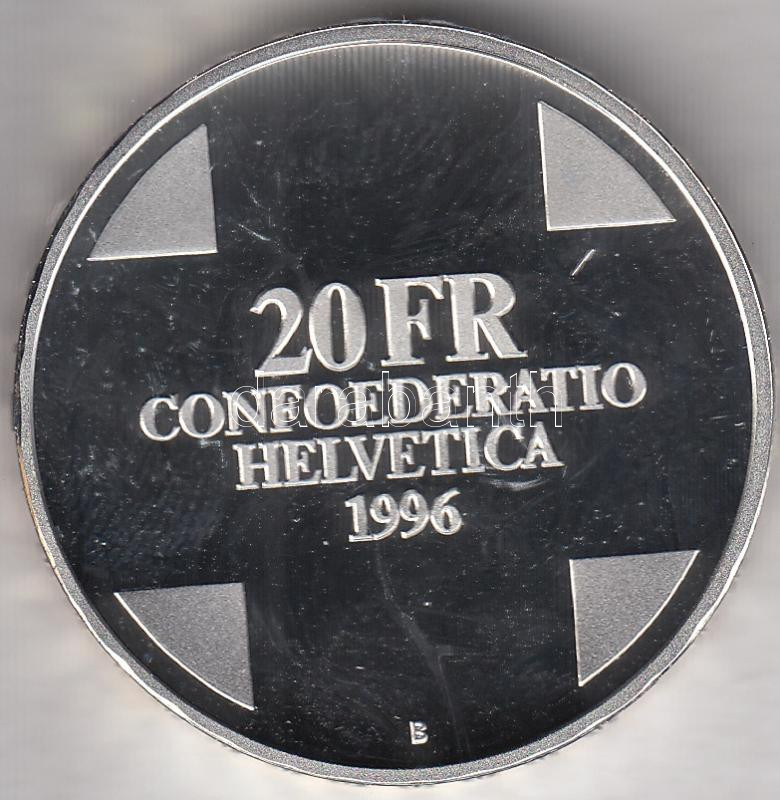 20 FR
CONFOEDERATIO
HELVETICA
1996
B